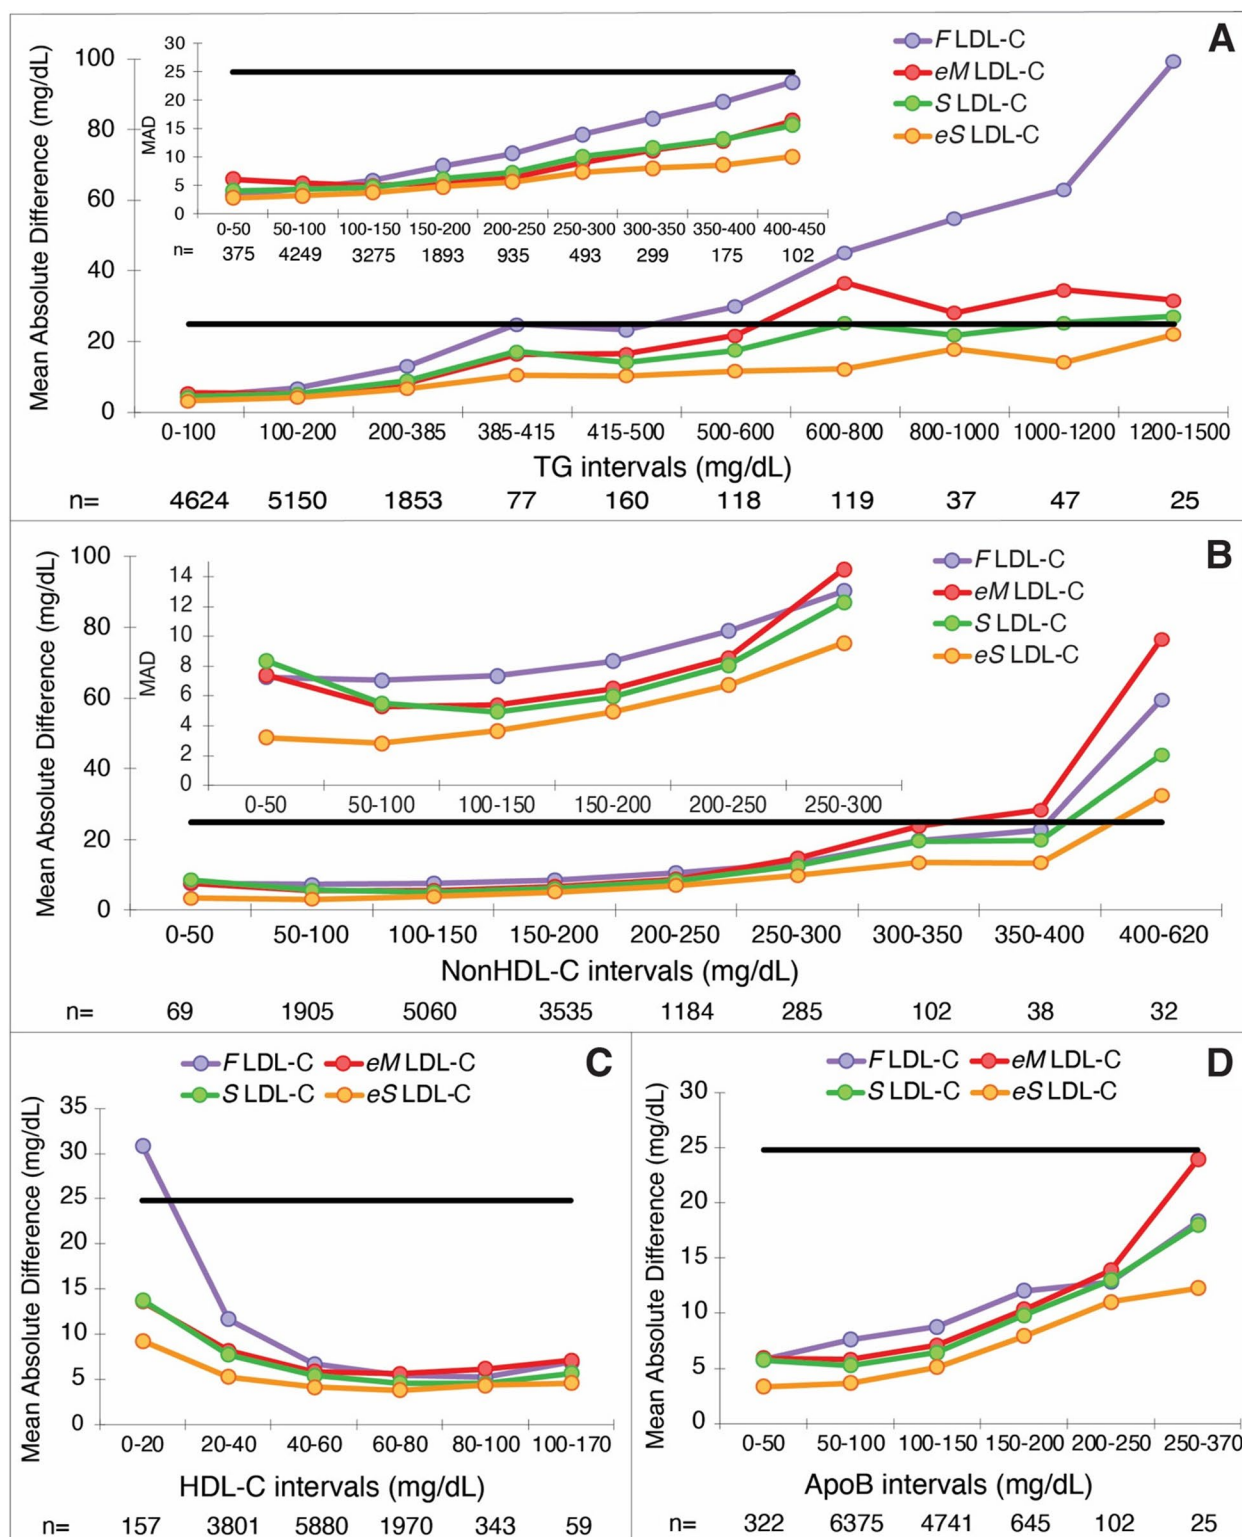 A
F LDL-C
eM LDL-C
S LDL-C
eS LDL-C
Mean Absolute Difference (mg/dL)
100
80
60
40
20
0
MAD
30
25
20
15
10
5
0
0-50 50-100 100-150 150-200 200-250 250-300 300-350 350-400 400-450
n= 375 4249 3275 1893 935 493 299 175 102
0-100 100-200 200-385 385-415 415-500 500-600 600-800 800-1000 1000-1200 1200-1500
TG intervals (mg/dL)
n= 4624 5150 1853 77 160 118 119 37 47 25
B
F LDL-C
eM LDL-C
S LDL-C
eS LDL-C
Mean Absolute Difference (mg/dL)
100
80
60
40
20
0
MAD
14
12
10
8
6
4
2
0
0-50 50-100 100-150 150-200 200-250 250-300
0-50 50-100 100-150 150-200 200-250 250-300 300-350 350-400 400-620
NonHDL-C intervals (mg/dL)
n= 69 1905 5060 3535 1184 285 102 38 32
C
F LDL-C eM LDL-C
S LDL-C eS LDL-C
Mean Absolute Difference (mg/dL)
35
30
25
20
15
10
5
0
0-20 20-40 40-60 60-80 80-100 100-170
HDL-C intervals (mg/dL)
n= 157 3801 5880 1970 343 59
D
F LDL-C eM LDL-C
S LDL-C eS LDL-C
Mean Absolute Difference (mg/dL)
30
25
20
15
10
5
0
0-50 50-100 100-150 150-200 200-250 250-370
ApoB intervals (mg/dL)
n= 322 6375 4741 645 102 25